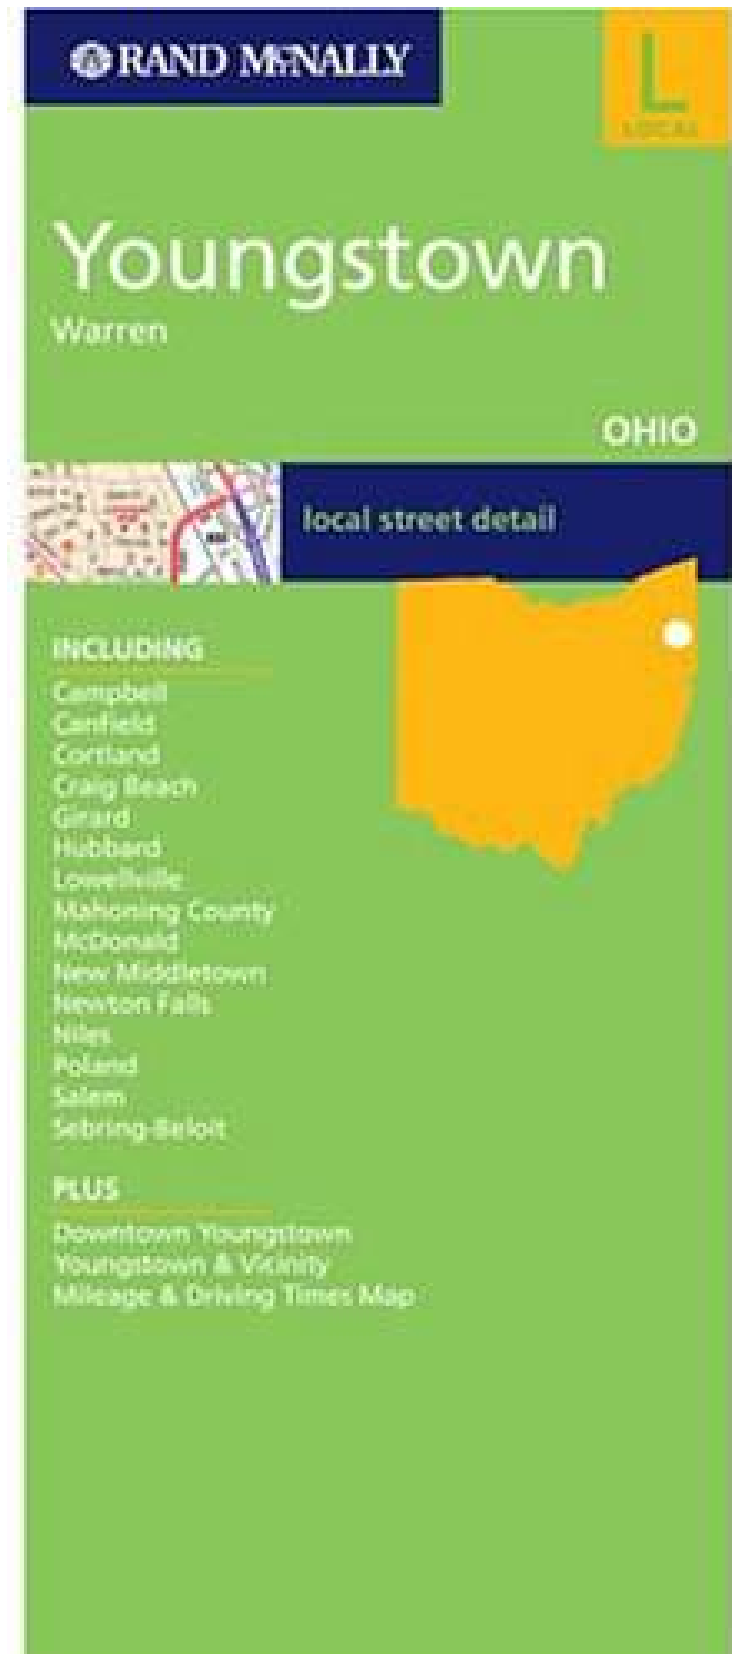 RAND McNALLY
L
LOCAL
Youngstown
Warren
OHIO
local street detail
INCLUDING
Campbell
Canfield
Cortland
Craig Beach
Girard
Hubbard
Lowellville
Mahoning County
McDonald
New Middletown
Newton Falls
Niles
Poland
Salem
Sebring-Beloit
PLUS
Downtown Youngstown
Youngstown & Vicinity
Mileage & Driving Times Map